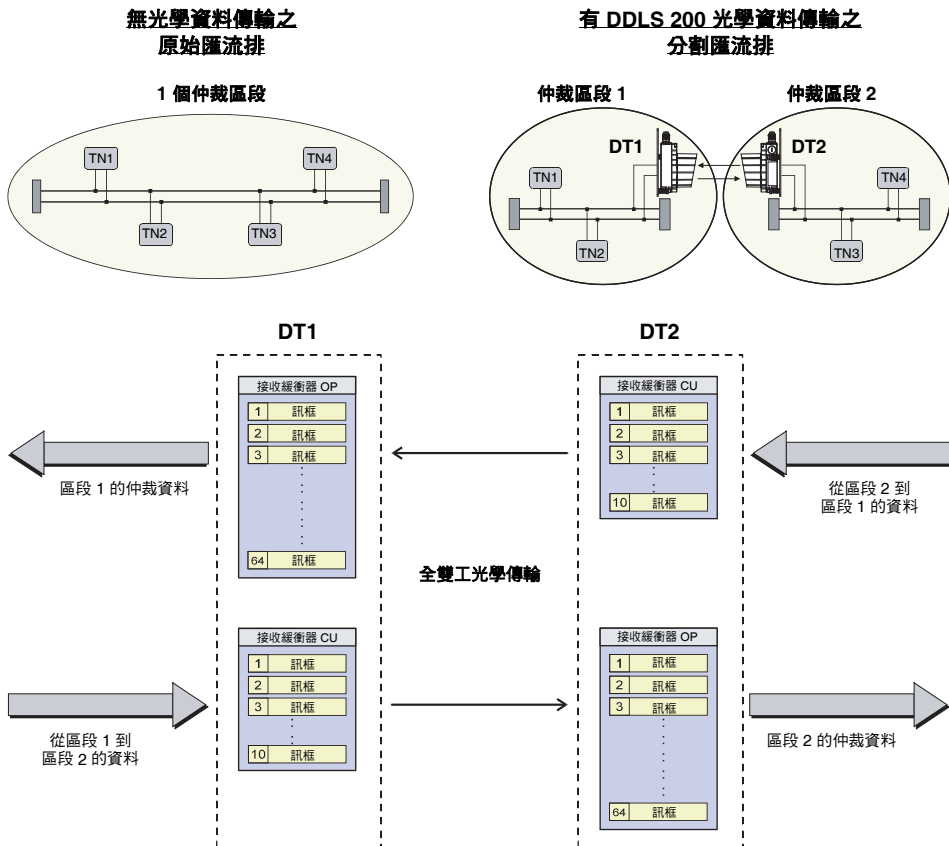 無光學資料傳輸之
原始匯流排
1 個仲裁區段
TN1
TN4
TN2
TN3
有 DDLS 200 光學資料傳輸之
分割匯流排
仲裁區段 1
仲裁區段 2
DT1
DT2
TN1
TN2
TN4
TN3
DT1
DT2
接收緩衝器 OP
1 訊框
2 訊框
3 訊框
64 訊框
接收緩衝器 CU
1 訊框
2 訊框
3 訊框
10 訊框
區段 1 的仲裁資料
從區段 2 到
區段 1 的資料
全雙工光學傳輸
接收緩衝器 CU
1 訊框
2 訊框
3 訊框
10 訊框
接收緩衝器 OP
1 訊框
2 訊框
3 訊框
64 訊框
從區段 1 到
區段 2 的資料
區段 2 的仲裁資料